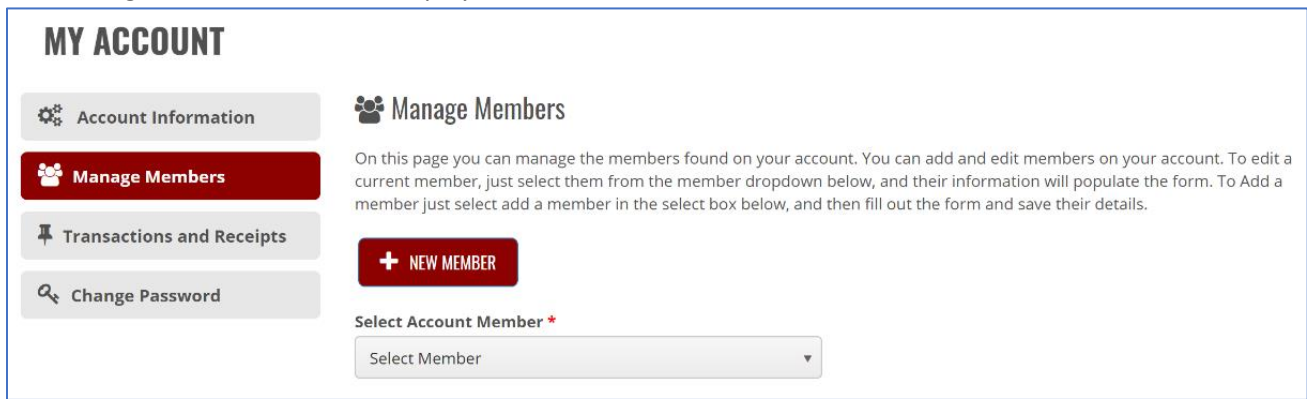 MY ACCOUNT
Account Information
Manage Members
Transactions and Receipts
Change Password
Manage Members
On this page you can manage the members found on your account. You can add and edit members on your account. To edit a
current member, just select them from the member dropdown below, and their information will populate the form. To Add a
member just select add a member in the select box below, and then fill out the form and save their details.
+ NEW MEMBER
Select Account Member *
Select Member